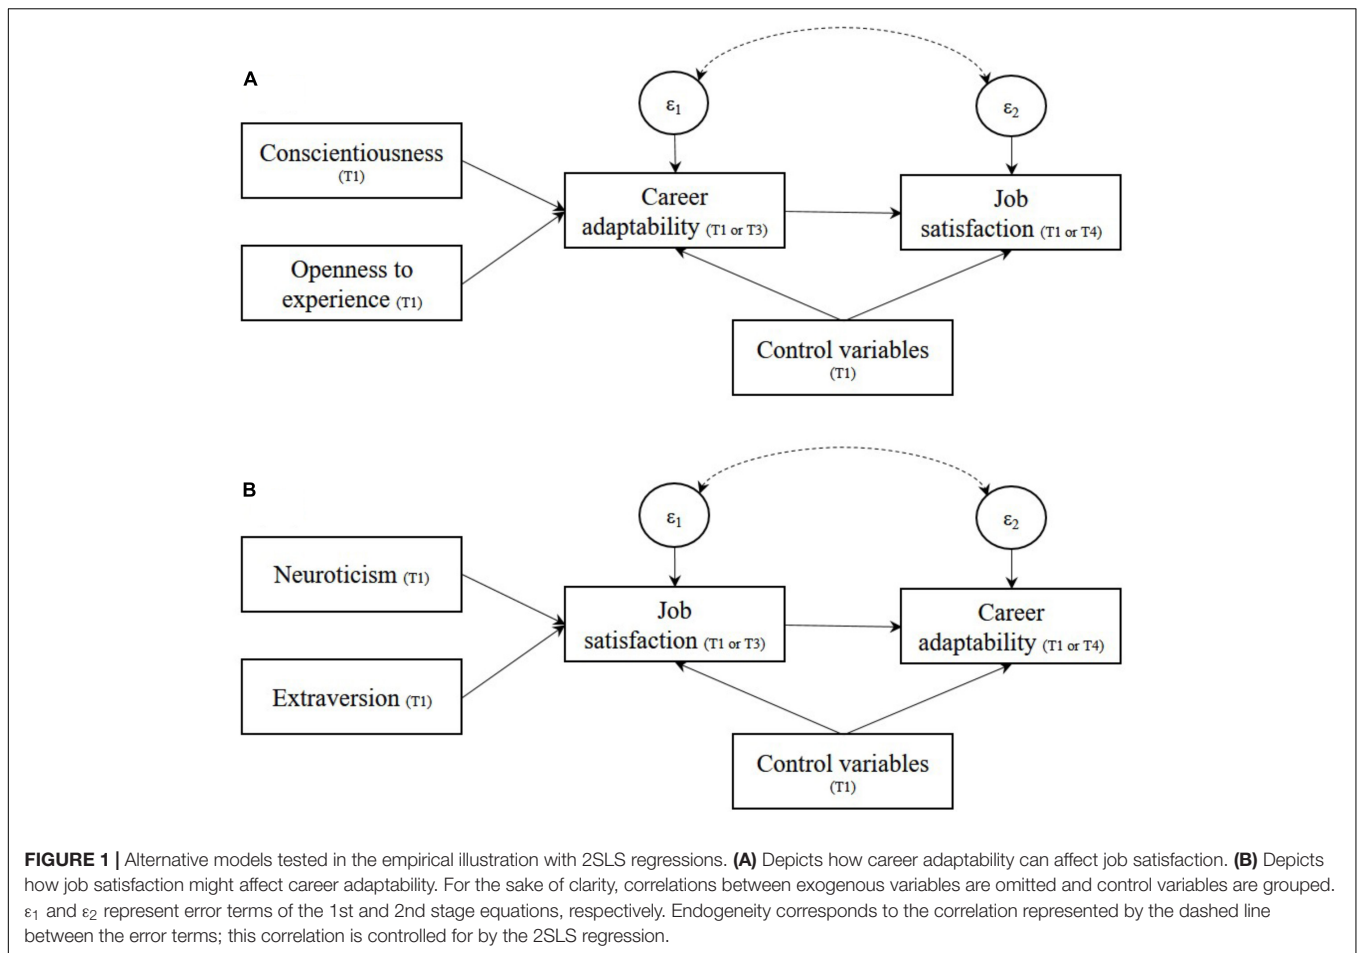 A
ε1
ε2
Conscientiousness
(T1)
Career
adaptability (T1 or T3)
Job
satisfaction (T1 or T4)
Openness to
experience (T1)
Control variables
(T1)
B
ε1
ε2
Neuroticism (T1)
Job
satisfaction (T1 or T3)
Career
adaptability (T1 or T4)
Extraversion (T1)
Control variables
(T1)
FIGURE 1 | Alternative models tested in the empirical illustration with 2SLS regressions. (A) Depicts how career adaptability can affect job satisfaction. (B) Depicts
how job satisfaction might affect career adaptability. For the sake of clarity, correlations between exogenous variables are omitted and control variables are grouped.
ε1 and ε2 represent error terms of the 1st and 2nd stage equations, respectively. Endogeneity corresponds to the correlation represented by the dashed line
between the error terms; this correlation is controlled for by the 2SLS regression.